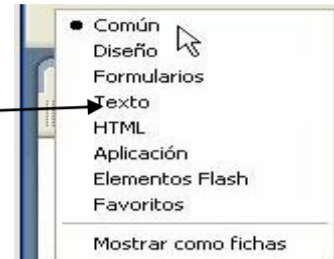 Común
Diseño
Formularios
Texto
HTML
Aplicación
Elementos Flash
Favoritos
Mostrar como fichas